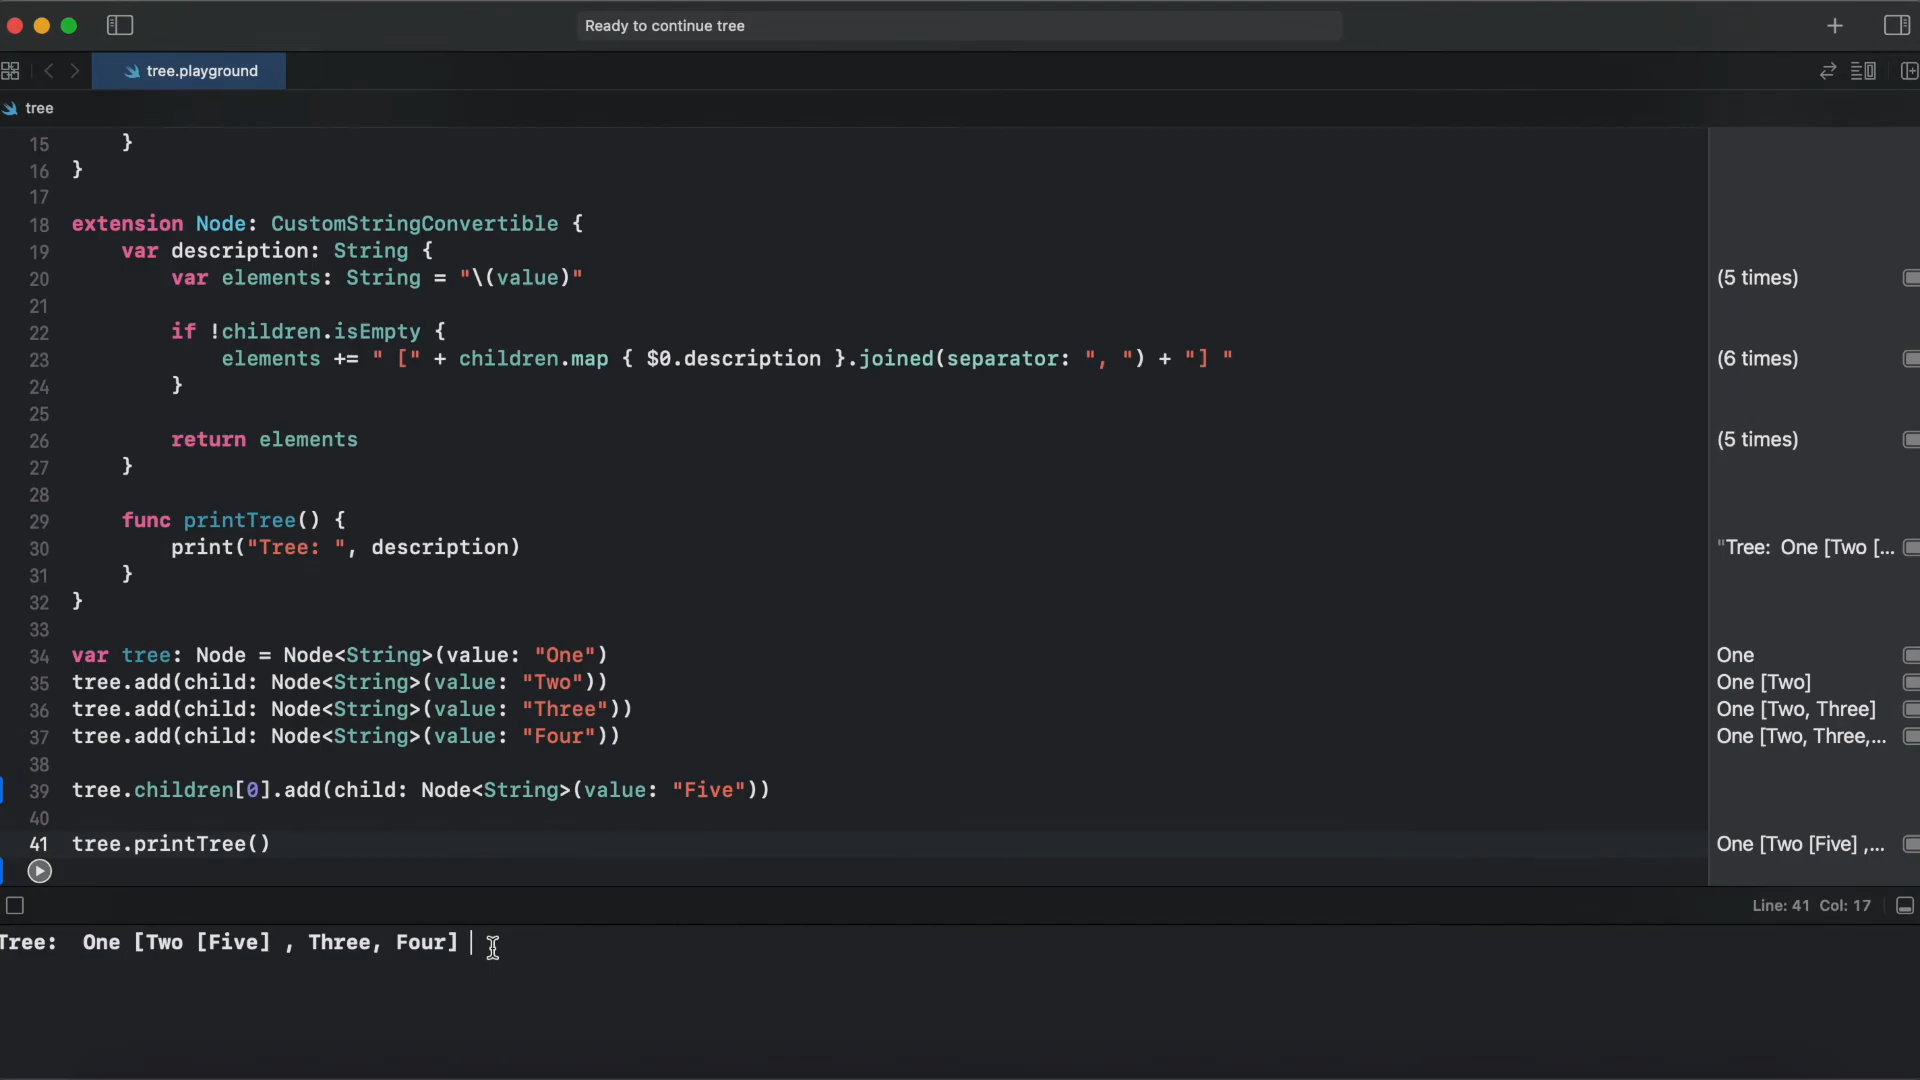 Ready to continue tree
tree.playground
tree
15 }
16 }
17
18 extension Node: CustomStringConvertible {
19 var description: String {
20 var elements: String = "\(value)" (5 times)
21
22 if !children.isEmpty {
23 elements += " [" + children.map { $0.description }.joined(separator: ", ") + "] " (6 times)
24 }
25
26 return elements (5 times)
27 }
28
29 func printTree() {
30 print("Tree: ", description) "Tree:  One [Two [...
31 }
32 }
33
34 var tree: Node = Node<String>(value: "One") One
35 tree.add(child: Node<String>(value: "Two")) One [Two]
36 tree.add(child: Node<String>(value: "Three")) One [Two, Three]
37 tree.add(child: Node<String>(value: "Four")) One [Two, Three,...
38
39 tree.children[0].add(child: Node<String>(value: "Five"))
40
41 tree.printTree() One [Two [Five] ,...
Line: 41 Col: 17
Tree:  One [Two [Five] , Three, Four]